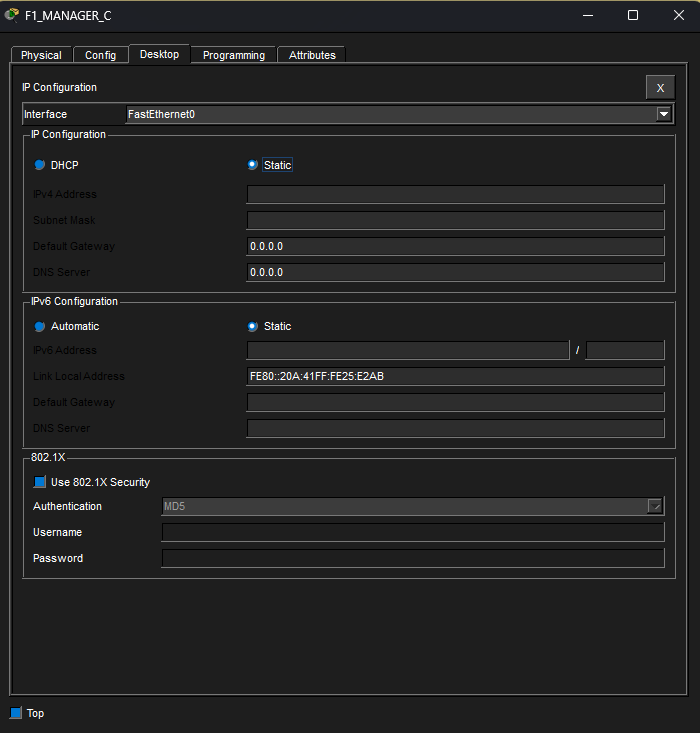 F1_MANAGER_C
Physical Config Desktop Programming Attributes
IP Configuration X
Interface FastEthernet0
IP Configuration
DHCP Static
IPv4 Address
Subnet Mask
Default Gateway 0.0.0.0
DNS Server 0.0.0.0
IPv6 Configuration
Automatic Static
IPv6 Address /
Link Local Address FE80::20A:41FF:FE25:E2AB
Default Gateway
DNS Server
802.1X
Use 802.1X Security
Authentication MD5
Username
Password
Top